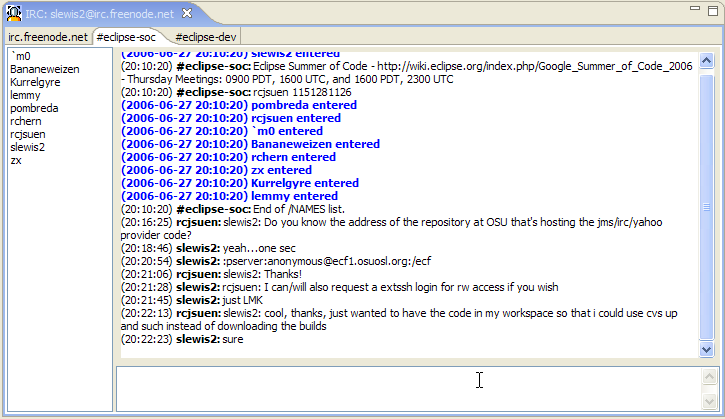 IRC: slewis2@irc.freenode.net
irc.freenode.net #eclipse-soc #eclipse-dev
`m0
Bananeweizen
Kurrelgyre
lemmy
pombreda
rchern
rcjsuen
slewis2
zx
(2006-06-27 20:10:20) slewis2 entered
(20:10:20) #eclipse-soc: Eclipse Summer of Code - http://wiki.eclipse.org/index.php/Google_Summer_of_Code_2006
- Thursday Meetings: 0900 PDT, 1600 UTC, and 1600 PDT, 2300 UTC
(20:10:20) #eclipse-soc: rcjsuen 1151281126
(2006-06-27 20:10:20) pombreda entered
(2006-06-27 20:10:20) rcjsuen entered
(2006-06-27 20:10:20) `m0 entered
(2006-06-27 20:10:20) Bananeweizen entered
(2006-06-27 20:10:20) rchern entered
(2006-06-27 20:10:20) zx entered
(2006-06-27 20:10:20) Kurrelgyre entered
(2006-06-27 20:10:20) lemmy entered
(20:10:20) #eclipse-soc: End of /NAMES list.
(20:16:25) rcjsuen: slewis2: Do you know the address of the repository at OSU that's hosting the jms/irc/yahoo
provider code?
(20:18:46) slewis2: yeah...one sec
(20:20:54) slewis2: :pserver:anonymous@ecf1.osuosl.org:/ecf
(20:21:06) rcjsuen: slewis2: Thanks!
(20:21:28) slewis2: rcjsuen: I can/will also request a extssh login for rw access if you wish
(20:21:45) slewis2: just LMK
(20:22:13) rcjsuen: slewis2: cool, thanks, just wanted to have the code in my workspace so that i could use cvs up
and such instead of downloading the builds
(20:22:23) slewis2: sure